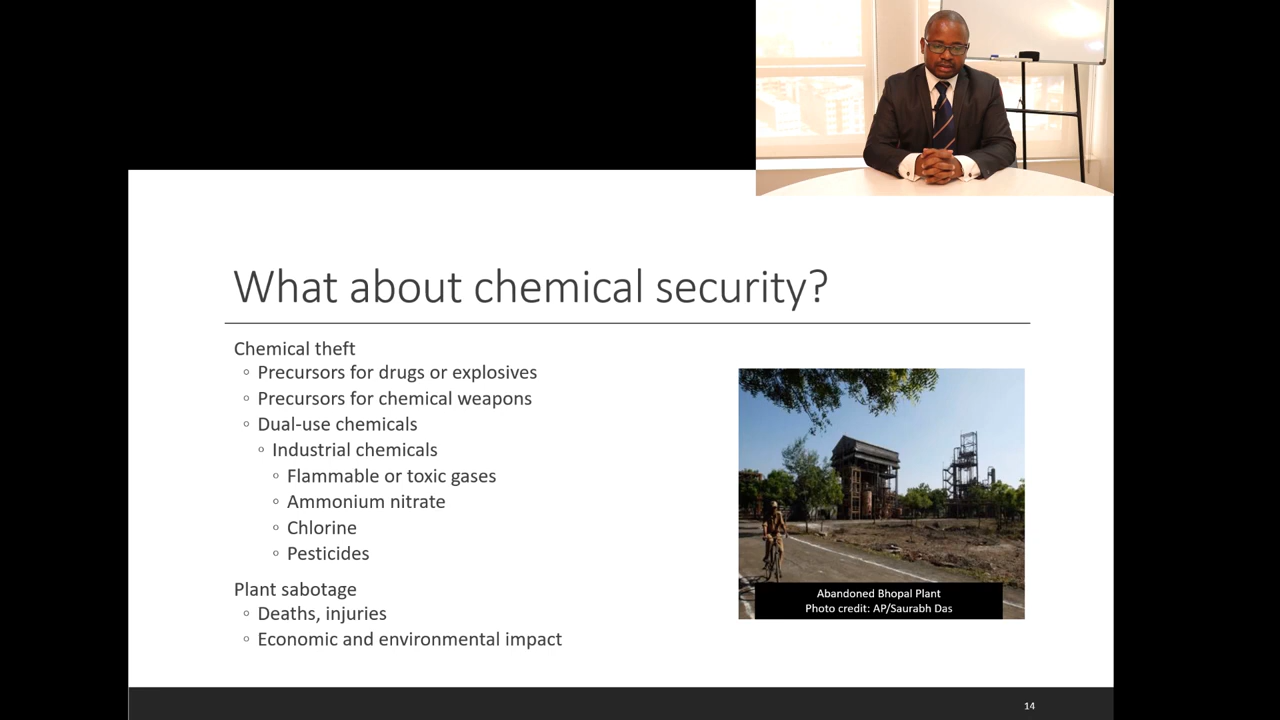 What about chemical security?
Chemical theft
◦ Precursors for drugs or explosives
◦ Precursors for chemical weapons
◦ Dual-use chemicals
◦ Industrial chemicals
◦ Flammable or toxic gases
◦ Ammonium nitrate
◦ Chlorine
◦ Pesticides
Plant sabotage
◦ Deaths, injuries
◦ Economic and environmental impact
Abandoned Bhopal Plant
Photo credit: AP/Saurabh Das
14